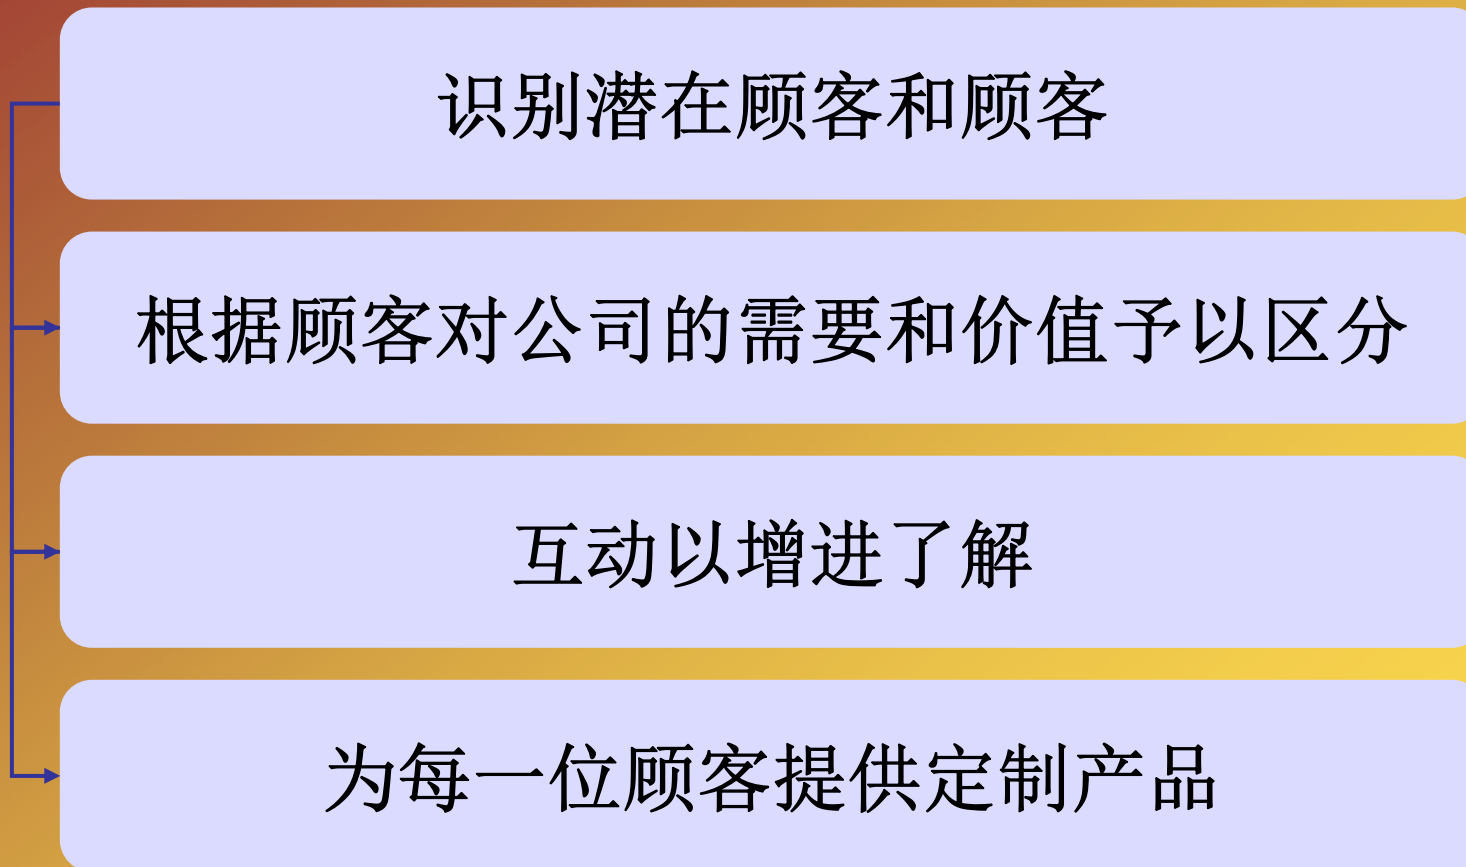 识别潜在顾客和顾客
根据顾客对公司的需要和价值予以区分
互动以增进了解
为每一位顾客提供定制产品